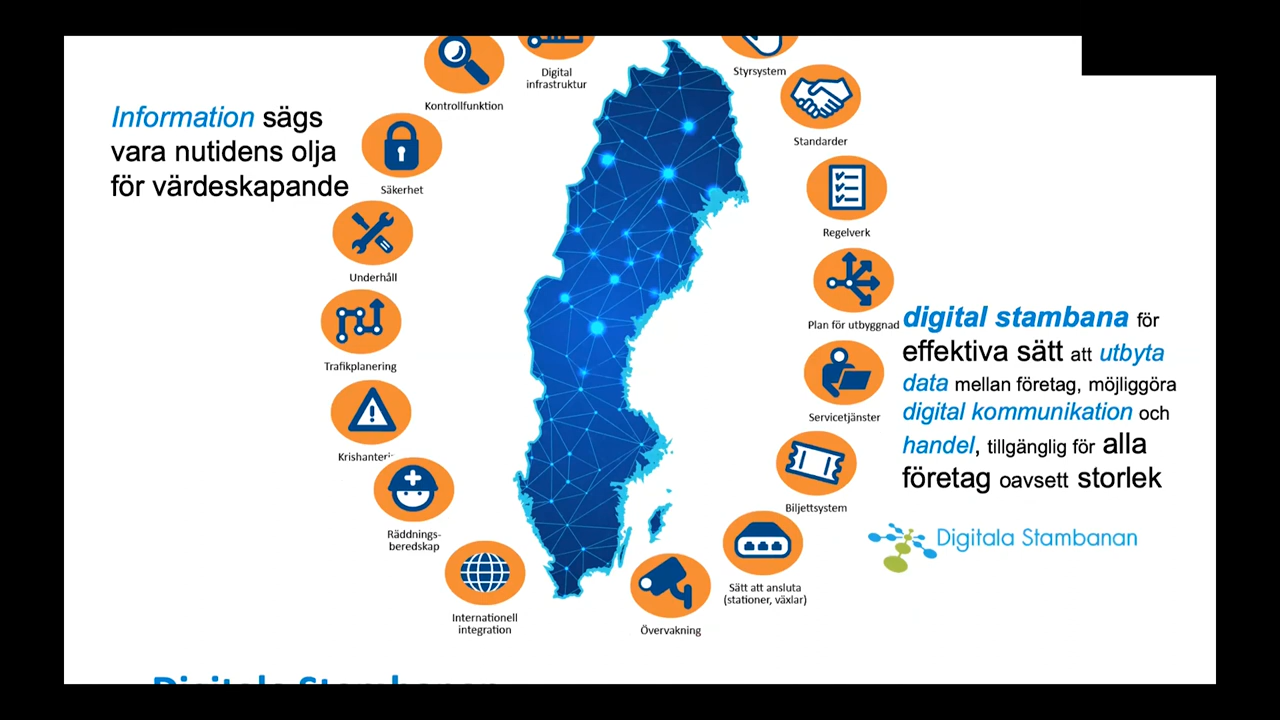 Information sägs
vara nutidens olja
för värdeskapande
Digital
infrastruktur
Kontrollfunktion
Säkerhet
Underhåll
Trafikplanering
Räddnings-
beredskap
Internationell
integration
Övervakning
Sätt att ansluta
(stationer, växlar)
Biljettsystem
Servicetjänster
Plan för utbyggnad
Regelverk
Standarder
Styrsystem
digital stambana för
effektiva sätt att utbyta
data mellan företag, möjliggöra
digital kommunikation och
handel, tillgänglig för alla
företag oavsett storlek
Digitala Stambanan
Digitala Stambanan